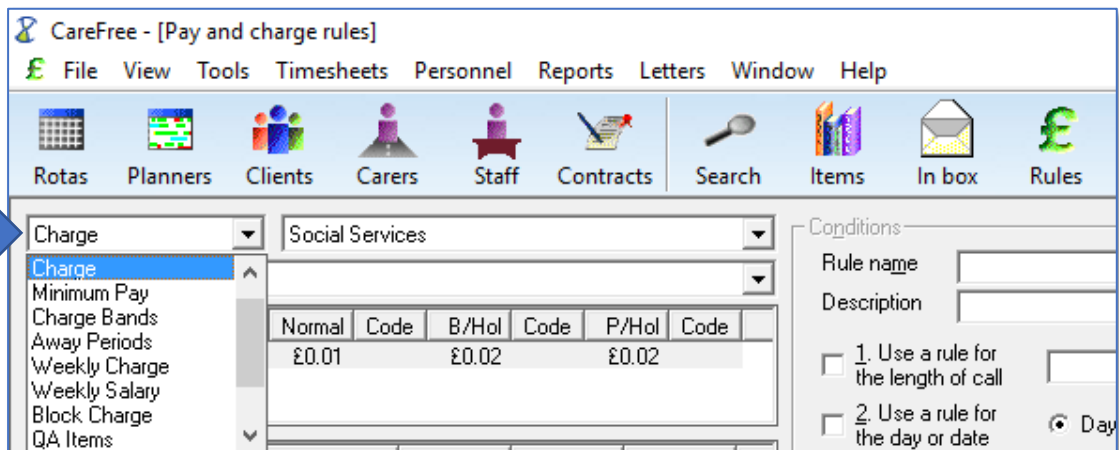 CareFree - [Pay and charge rules]
£ File View Tools Timesheets Personnel Reports Letters Window Help
Rotas Planners Clients Carers Staff Contracts Search Items In box Rules
Charge Social Services
Conditions
Charge
Minimum Pay
Charge Bands
Away Periods
Weekly Charge
Weekly Salary
Block Charge
QA Items
Normal Code B/Hol Code P/Hol Code
£0.01 £0.02 £0.02
Rule name
Description
1. Use a rule for
the length of call
2. Use a rule for
the day or date
Day